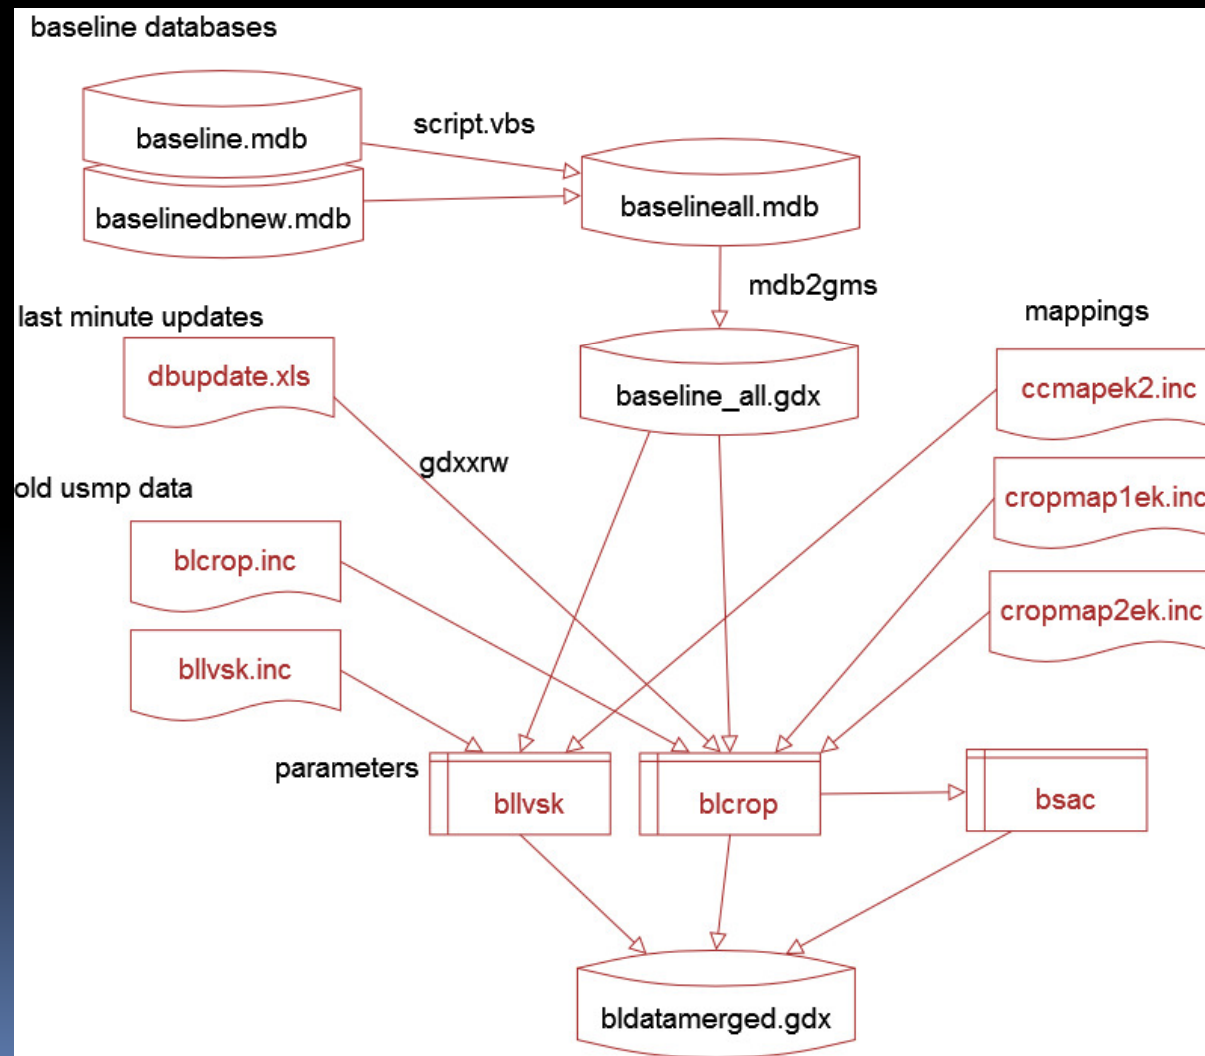 baseline databases
baseline.mdb
script.vbs
baselinedbnew.mdb
baselineall.mdb
mdb2gms
last minute updates
mappings
dbupdate.xls
baseline_all.gdx
ccmapek2.inc
gdxxrw
old usmp data
cropmap1ek.inc
blcrop.inc
cropmap2ek.inc
bllvsk.inc
parameters
bllvsk
blcrop
bsac
bldatamerged.gdx